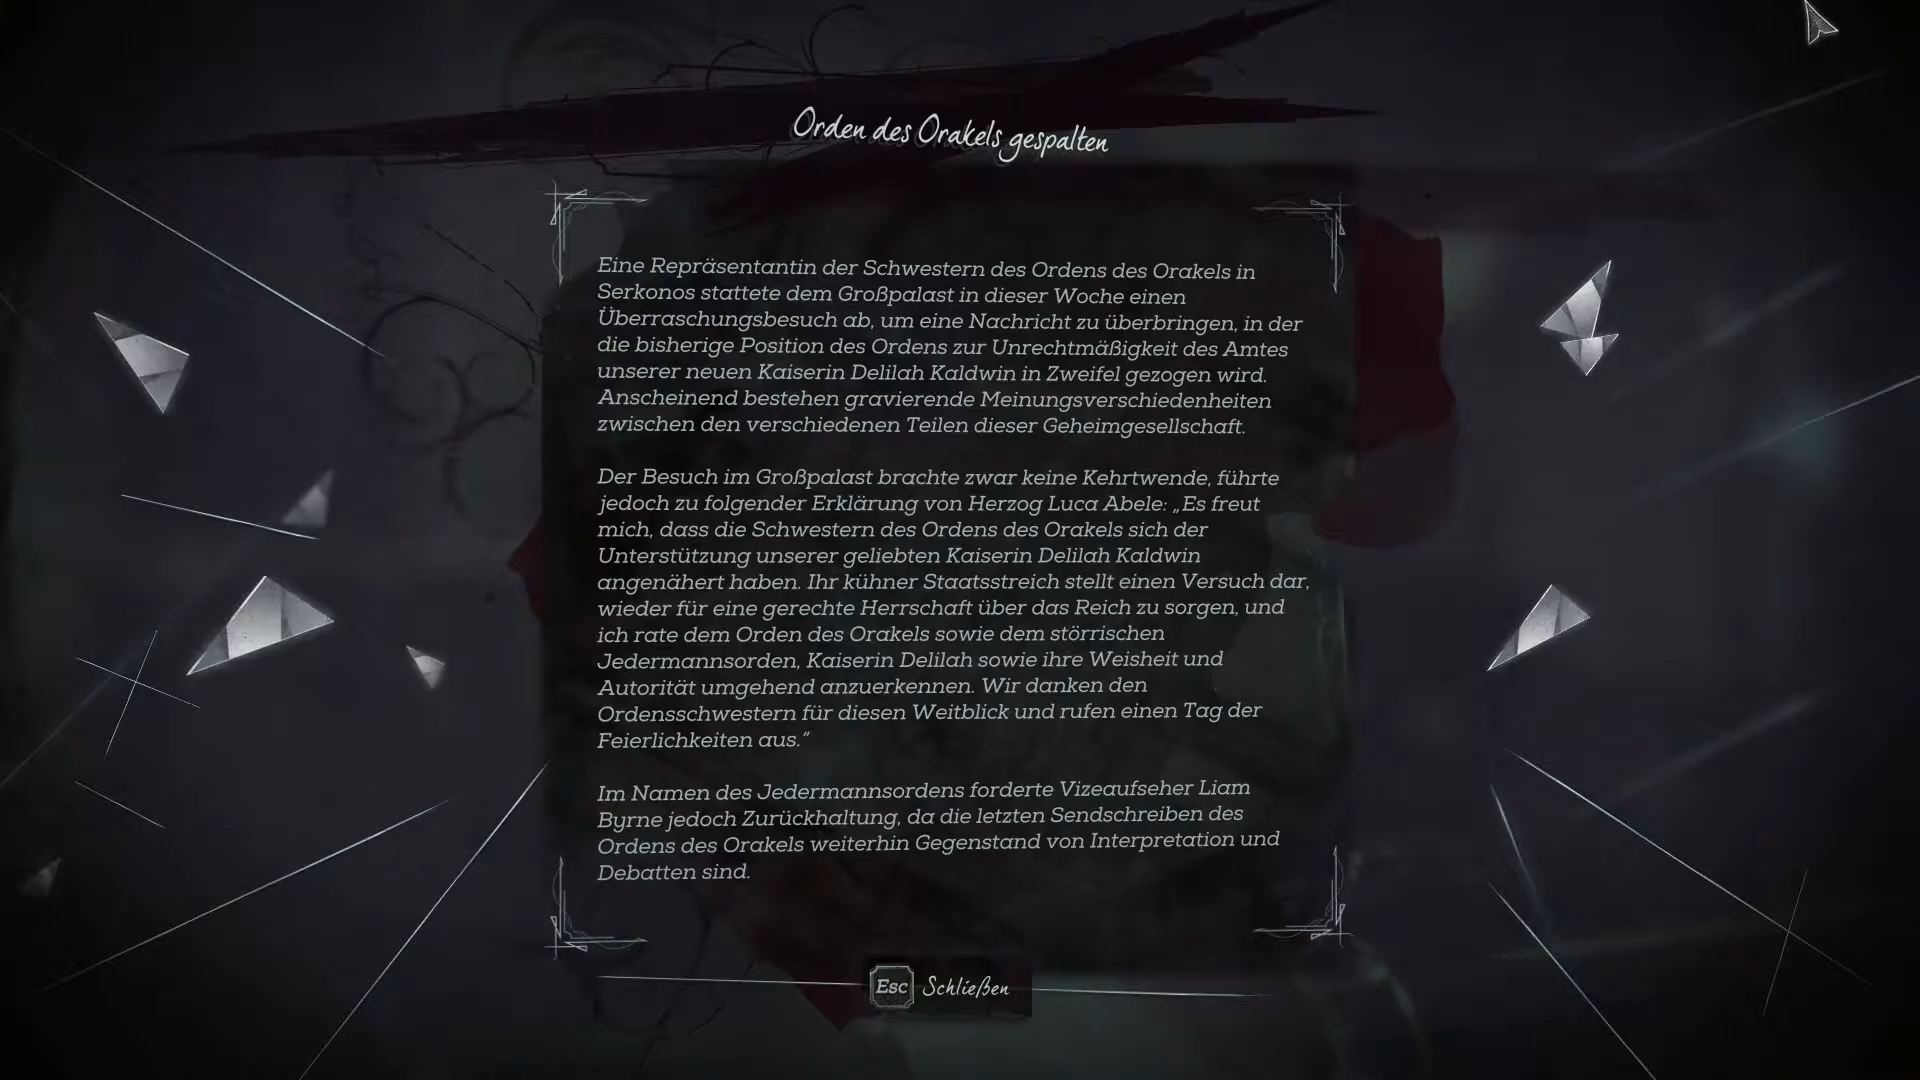 Orden des Orakels gespalten
Eine Repräsentantin der Schwestern des Ordens des Orakels in
Serkonos stattete dem Großpalast in dieser Woche einen
Überraschungsbesuch ab, um eine Nachricht zu überbringen, in der
die bisherige Position des Ordens zur Unrechtmäßigkeit des Amtes
unserer neuen Kaiserin Delilah Kaldwin in Zweifel gezogen wird.
Anscheinend bestehen gravierende Meinungsverschiedenheiten
zwischen den verschiedenen Teilen dieser Geheimgesellschaft.
Der Besuch im Großpalast brachte zwar keine Kehrtwende, führte
jedoch zu folgender Erklärung von Herzog Luca Abele: „Es freut
mich, dass die Schwestern des Ordens des Orakels sich der
Unterstützung unserer geliebten Kaiserin Delilah Kaldwin
angenähert haben. Ihr kühner Staatsstreich stellt einen Versuch dar,
wieder für eine gerechte Herrschaft über das Reich zu sorgen, und
ich rate dem Orden des Orakels sowie dem störrischen
Jedermannsorden, Kaiserin Delilah sowie ihre Weisheit und
Autorität umgehend anzuerkennen. Wir danken den
Ordensschwestern für diesen Weitblick und rufen einen Tag der
Feierlichkeiten aus.“
Im Namen des Jedermannsordens forderte Vizeaufseher Liam
Byrne jedoch Zurückhaltung, da die letzten Sendschreiben des
Ordens des Orakels weiterhin Gegenstand von Interpretation und
Debatten sind.
Esc Schließen